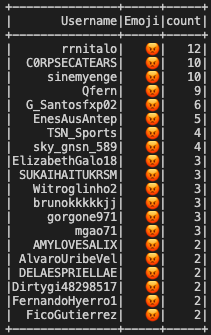 +----------------+-----+-----+
|        Username|Emoji|count|
+----------------+-----+-----+
|        rrnitalo|    😡|   12|
|   C0RPSECATEARS|    😡|   10|
|      sinemyenge|    😡|   10|
|           Qfern|    😡|    9|
|   G_Santosfxp02|    😡|    6|
|    EnesAusAntep|    😡|    5|
|      TSN_Sports|    😡|    4|
|    sky_gnsn_589|    😡|    4|
| ElizabethGalo18|    😡|    3|
| SUKAIHAITUKRSM|    😡|    3|
|    Witroglinho2|    😡|    3|
|    brunokkkkkjj|    😡|    3|
|      gorgone971|    😡|    3|
|          mgao71|    😡|    3|
|    AMYLOVESALIX|    😡|    2|
|   AlvaroUribeVel|    😡|    2|
|   DELAESPRIELLAE|    😡|    2|
|  Dirtygi48298517|    😡|    2|
| FernandoHyerro1|    😡|    2|
|   FicoGutierrez|    😡|    2|
+----------------+-----+-----+